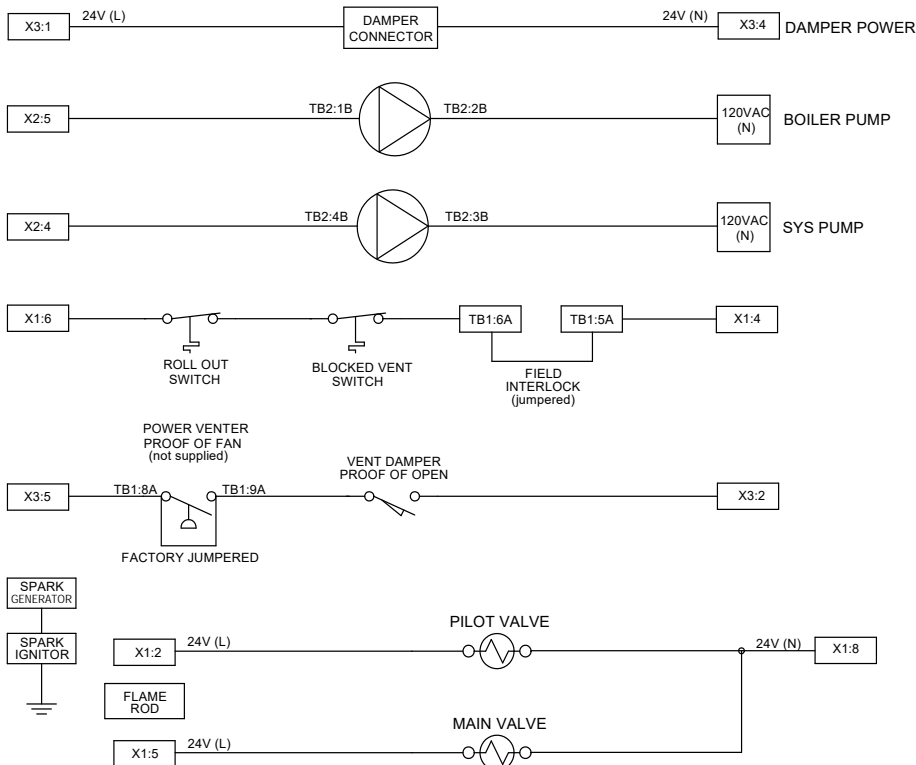 X3:1 24V (L) DAMPER 24V (N) X3:4 DAMPER POWER
CONNECTOR
X2:5 TB2:1B TB2:2B 120VAC BOILER PUMP
(N)
X2:4 TB2:4B TB2:3B 120VAC SYS PUMP
(N)
X1:6 TB1:6A TB1:5A X1:4
ROLL OUT
SWITCH
BLOCKED VENT
SWITCH
FIELD
INTERLOCK
(jumpered)
POWER VENTER
PROOF OF FAN
(not supplied)
VENT DAMPER
PROOF OF OPEN
X3:5 TB1:8A TB1:9A X3:2
FACTORY JUMPERED
SPARK
GENERATOR
SPARK
IGNITOR
PILOT VALVE
X1:2 24V (L) 24V (N) X1:8
FLAME
ROD
MAIN VALVE
X1:5 24V (L)